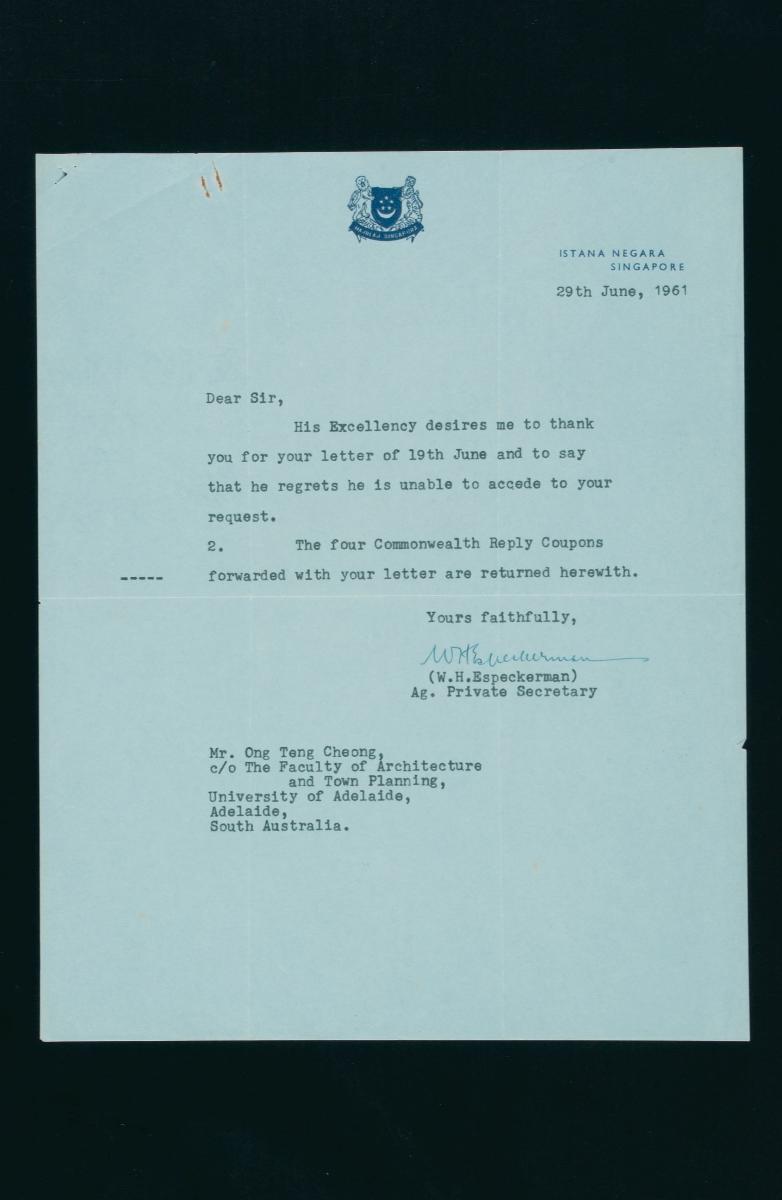 MAJULAH SINGAPURA
ISTANA NEGARA
SINGAPORE
29th June, 1961
Dear Sir,
His Excellency desires me to thank
you for your letter of 19th June and to say
that he regrets he is unable to accede to your
request.
2. The four Commonwealth Reply Coupons
----- forwarded with your letter are returned herewith.
Yours faithfully,
WHEspeckerman
(W.H.Especkerman)
Ag. Private Secretary
Mr. Ong Teng Cheong,
c/o The Faculty of Architecture
and Town Planning,
University of Adelaide,
Adelaide,
South Australia.